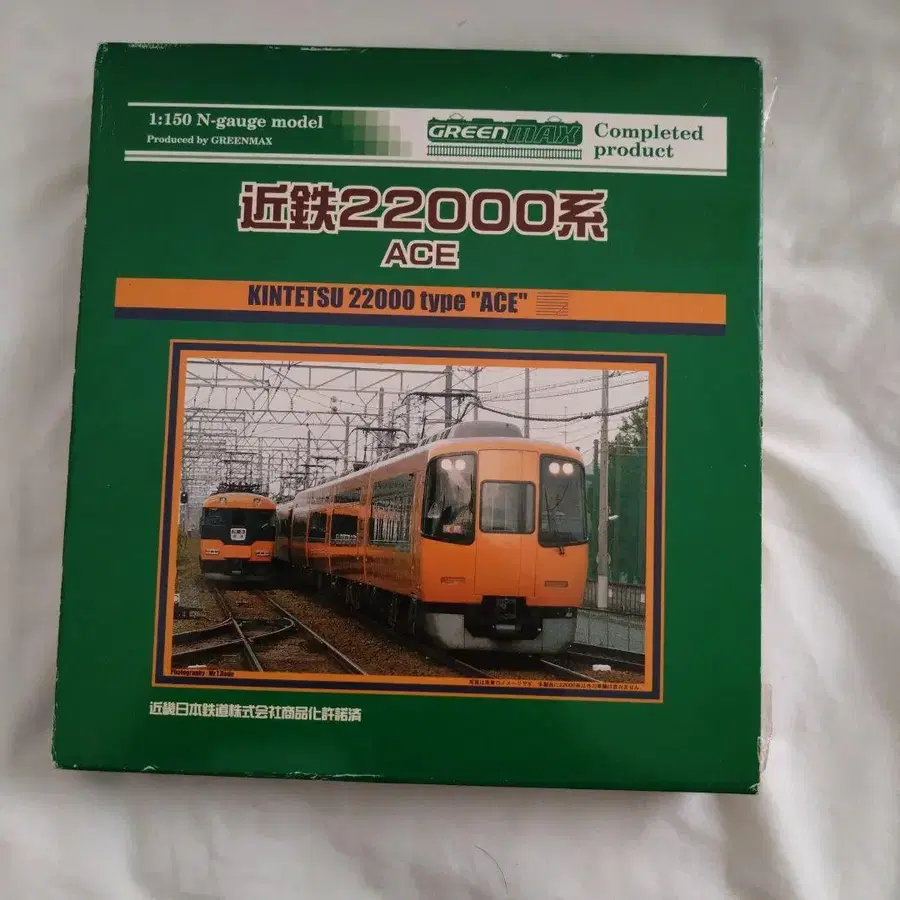 1:150 N-gauge model
Produced by GREENMAX
GREENMAX
Completed
product
近鉄22000系
ACE
KINTETSU 22000 type "ACE"
近畿日本鉄道株式会社商品化許諾済